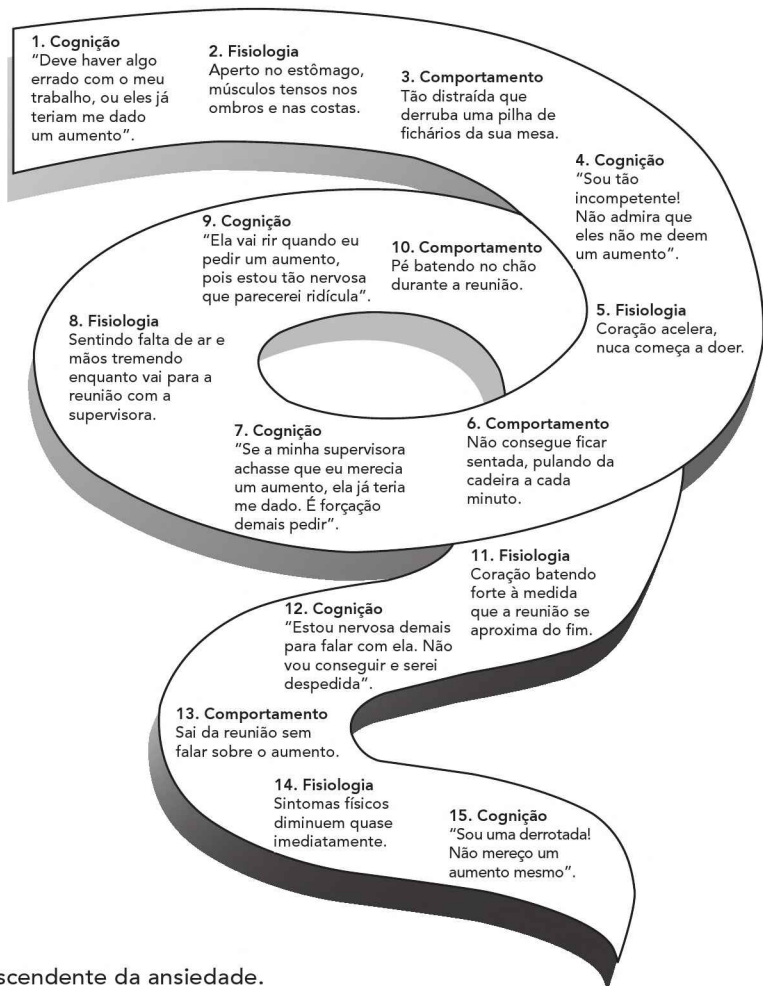 1. Cognição
“Deve haver algo
errado com o meu
trabalho, ou eles já
teriam me dado
um aumento”.
2. Fisiologia
Aperto no estômago,
músculos tensos nos
ombros e nas costas.
3. Comportamento
Tão distraída que
derruba uma pilha de
fichários da sua mesa.
4. Cognição
“Sou tão
incompetente!
Não admira que
eles não me deem
um aumento”.
5. Fisiologia
Coração acelera,
nuca começa a doer.
6. Comportamento
Não consegue ficar
sentada, pulando da
cadeira a cada
minuto.
7. Cognição
“Se a minha supervisora
achasse que eu merecia
um aumento, ela já teria
me dado. É forçação
demais pedir”.
8. Fisiologia
Sentindo falta de ar e
mãos tremendo
enquanto vai para a
reunião com a
supervisora.
9. Cognição
“Ela vai rir quando eu
pedir um aumento,
pois estou tão nervosa
que parecerei ridícula”.
10. Comportamento
Pé batendo no chão
durante a reunião.
11. Fisiologia
Coração batendo
forte à medida
que a reunião se
aproxima do fim.
12. Cognição
“Estou nervosa demais
para falar com ela. Não
vou conseguir e serei
despedida”.
13. Comportamento
Sai da reunião sem
falar sobre o aumento.
14. Fisiologia
Sintomas físicos
diminuem quase
imediatamente.
15. Cognição
“Sou uma derrotada!
Não mereço um
aumento mesmo”.
scendente da ansiedade.